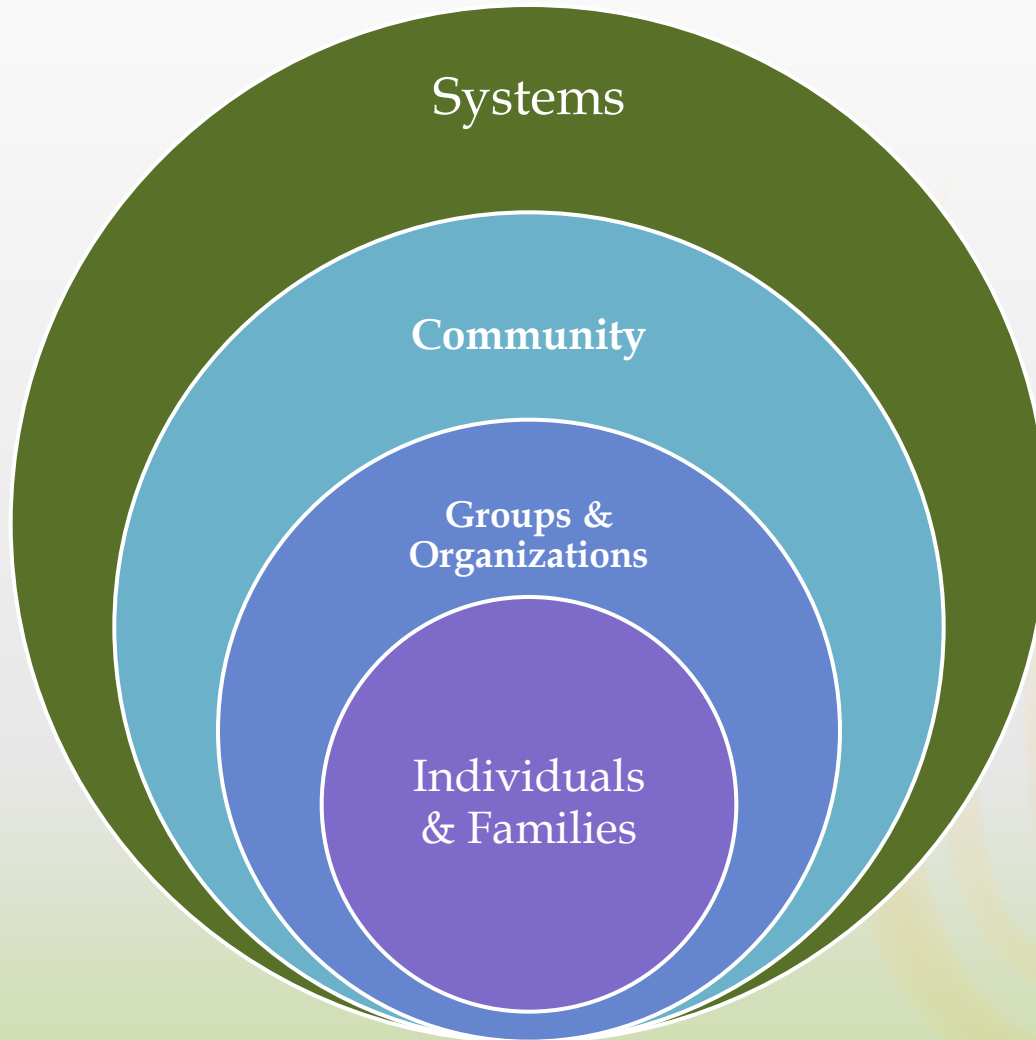 Systems
Community
Groups &
Organizations
Individuals
& Families